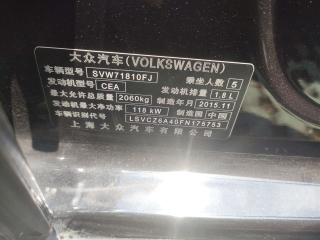 大众汽车(VOLKSWAGEN)
车辆型号 SVW71810FJ 乘坐人数 5
发动机型号 CEA 发动机排量 1.8 L
最大允许总质量 2060kg 制造年月 2015.11
发动机最大净功率 118 kW 制造国 中国
车辆识别代号 LSVCZ6A40FN175753
上海大众汽车有限公司